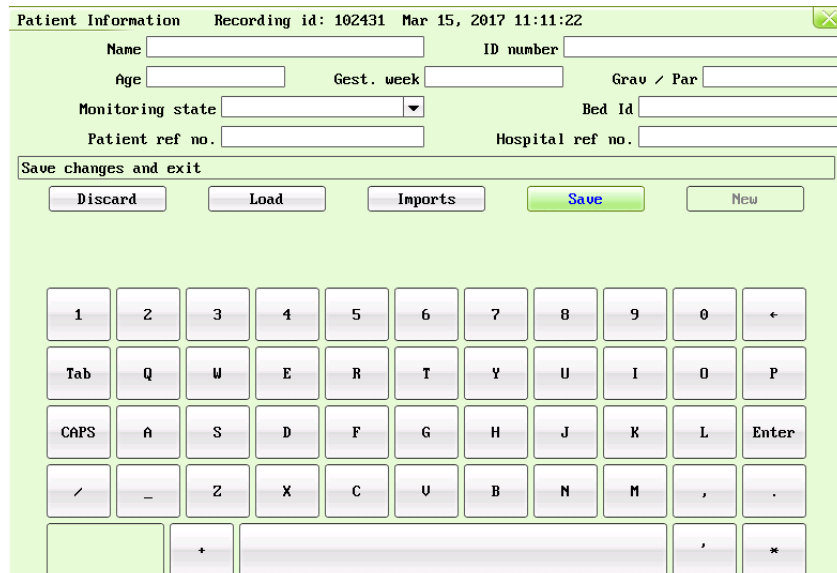 Patient Information Recording id: 102431 Mar 15, 2017 11:11:22
Name ID number
Age Gest. week Grav / Par
Monitoring state Bed Id
Patient ref no. Hospital ref no.
Save changes and exit
Discard Load Imports Save New
1 2 3 4 5 6 7 8 9 0 ←
Tab Q W E R T Y U I O P
CAPS A S D F G H J K L Enter
/ _ Z X C V B N M , .
+ ' *